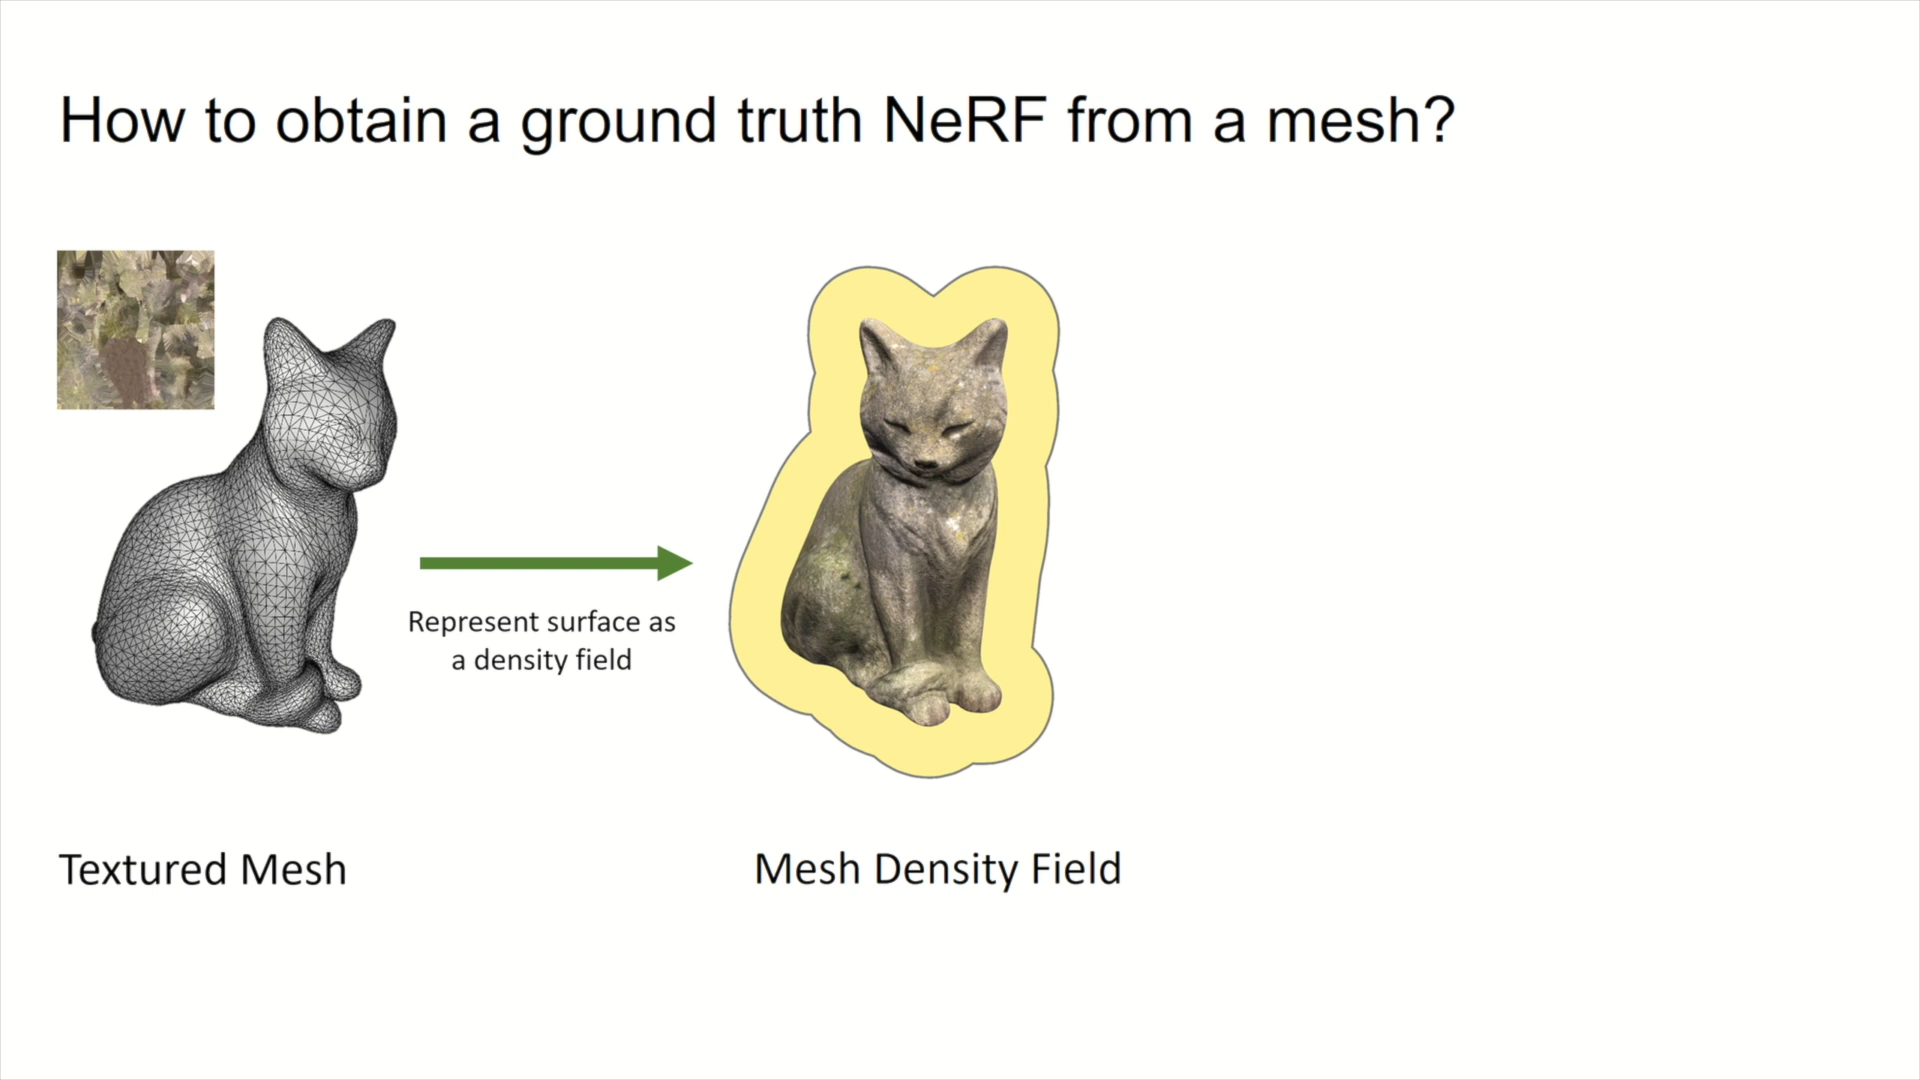 How to obtain a ground truth NeRF from a mesh?
Represent surface as
a density field
Textured Mesh
Mesh Density Field